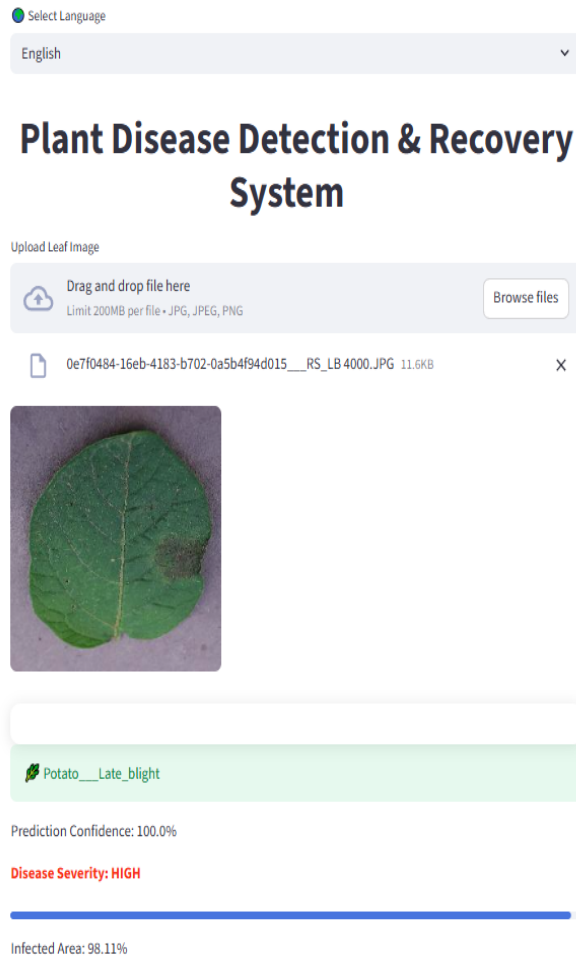 Select Language
English
Plant Disease Detection & Recovery
System
Upload Leaf Image
Drag and drop file here
Limit 200MB per file • JPG, JPEG, PNG
Browse files
0e7f0484-16eb-4183-b702-0a5b4f94d015___RS_LB 4000.JPG 11.6KB
Potato___Late_blight
Prediction Confidence: 100.0%
Disease Severity: HIGH
Infected Area: 98.11%